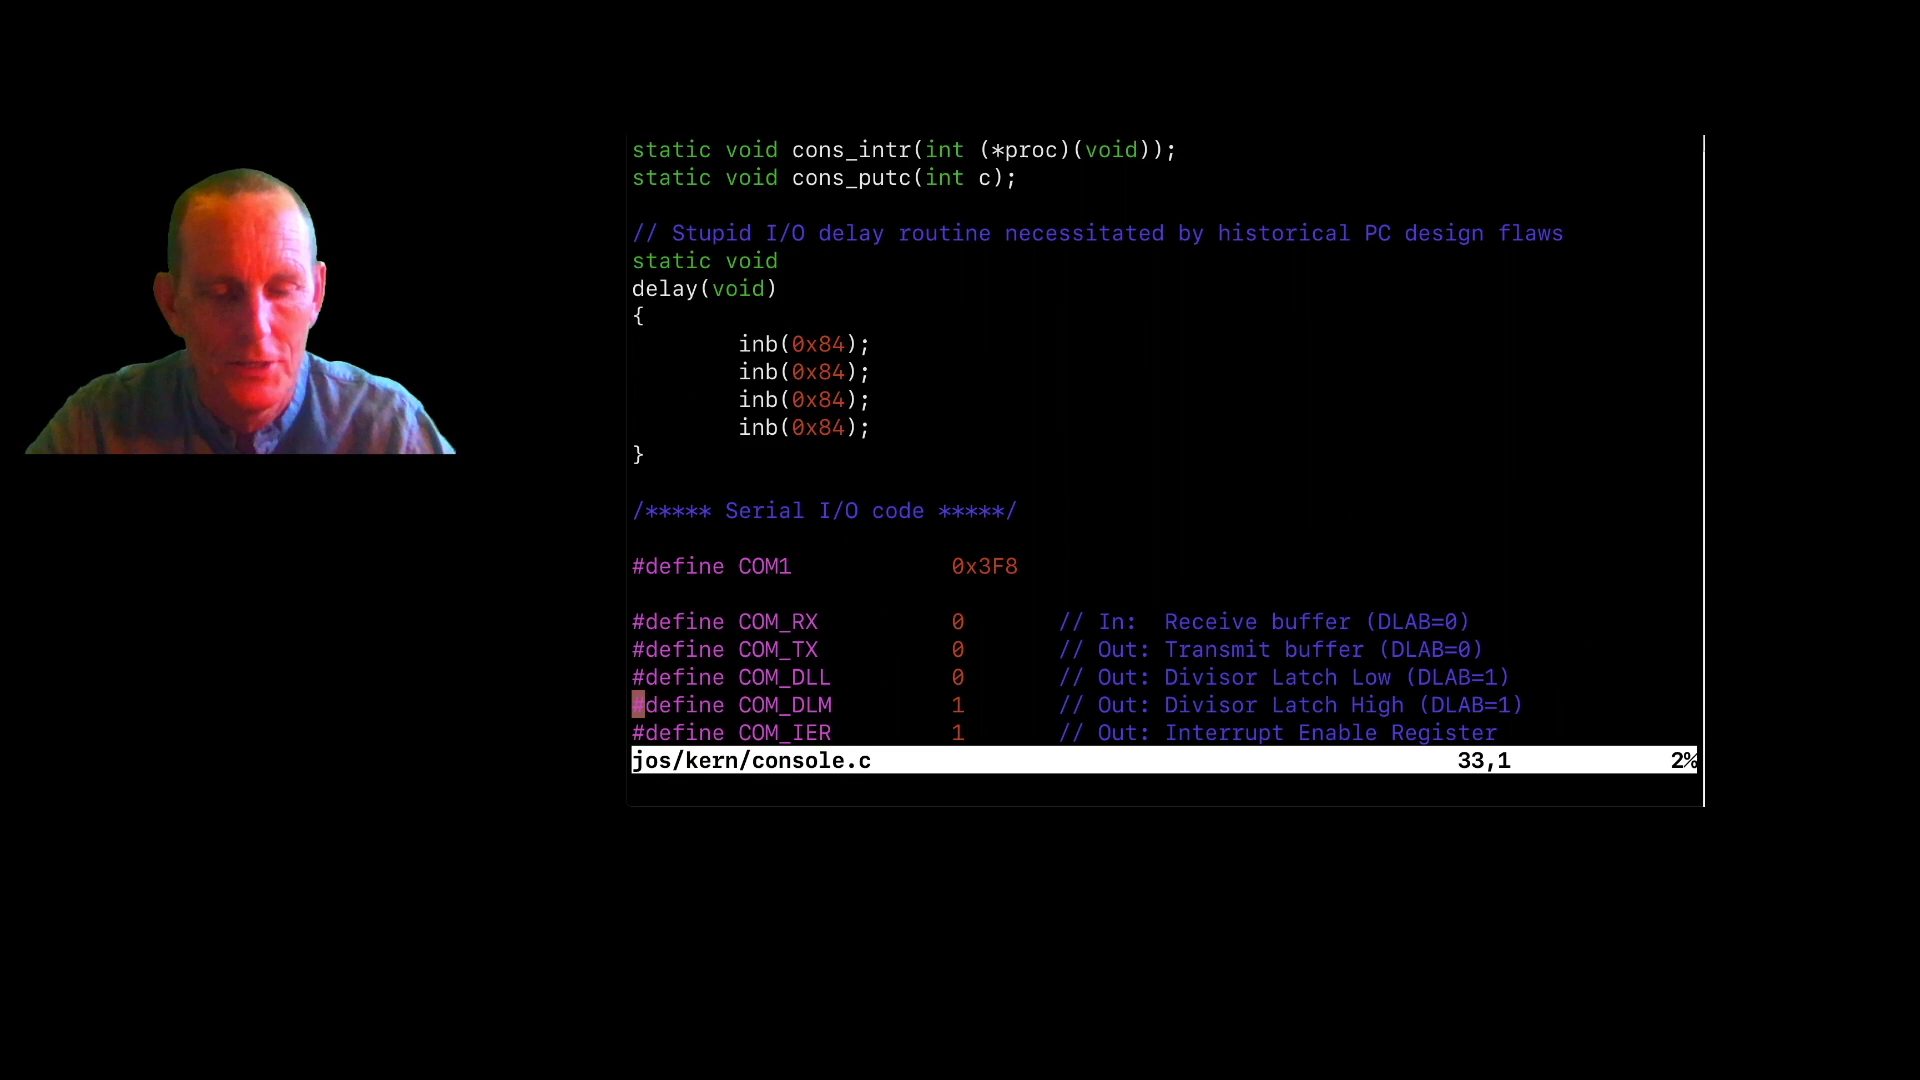 static void cons_intr(int (*proc)(void));
static void cons_putc(int c);
// Stupid I/O delay routine necessitated by historical PC design flaws
static void
delay(void)
{
inb(0x84);
inb(0x84);
inb(0x84);
inb(0x84);
}
/***** Serial I/O code *****/
#define COM1 0x3F8
#define COM_RX 0 // In: Receive buffer (DLAB=0)
#define COM_TX 0 // Out: Transmit buffer (DLAB=0)
#define COM_DLL 0 // Out: Divisor Latch Low (DLAB=1)
#define COM_DLM 1 // Out: Divisor Latch High (DLAB=1)
#define COM_IER 1 // Out: Interrupt Enable Register
jos/kern/console.c 33,1 2%